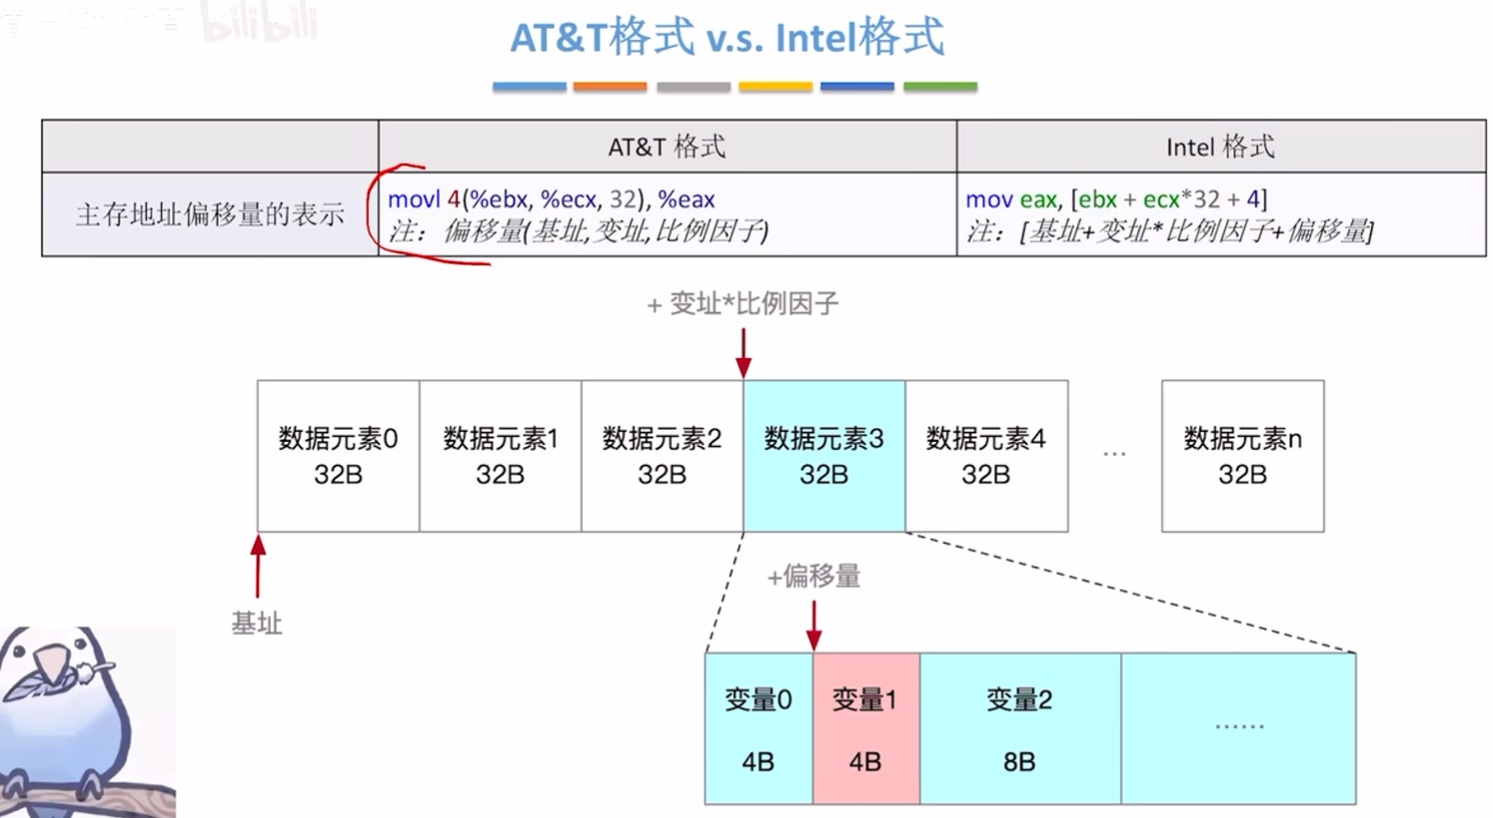 bilibili
AT&T格式 v.s. Intel格式
AT&T 格式
Intel 格式
主存地址偏移量的表示
movl 4(%ebx, %ecx, 32), %eax
注：偏移量(基址,变址,比例因子)
mov eax, [ebx + ecx*32 + 4]
注：[基址+变址*比例因子+偏移量]
+ 变址*比例因子
数据元素0
32B
数据元素1
32B
数据元素2
32B
数据元素3
32B
数据元素4
32B
...
数据元素n
32B
基址
+偏移量
变量0
4B
变量1
4B
变量2
8B
……